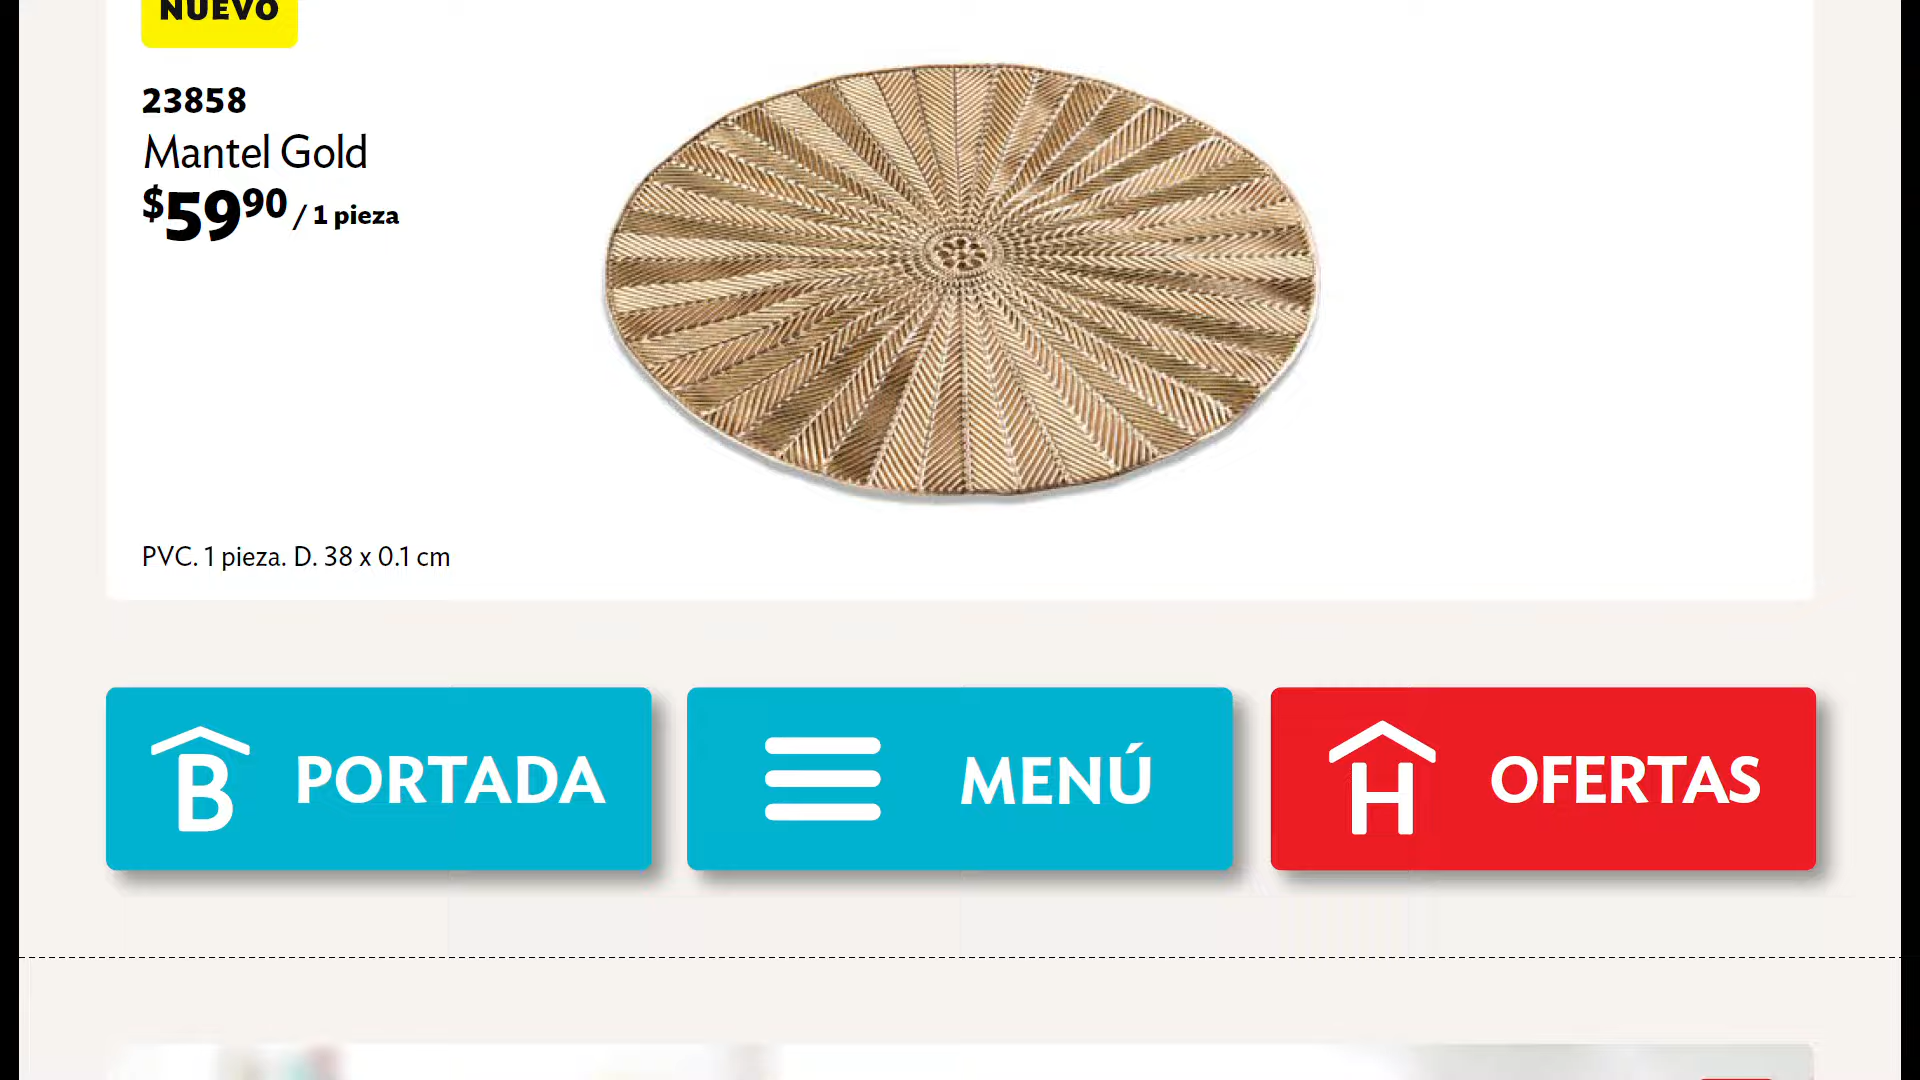 NUEVO
23858
Mantel Gold
$59⁹⁰ / 1 pieza
PVC. 1 pieza. D. 38 x 0.1 cm
B PORTADA
MENÚ
H OFERTAS